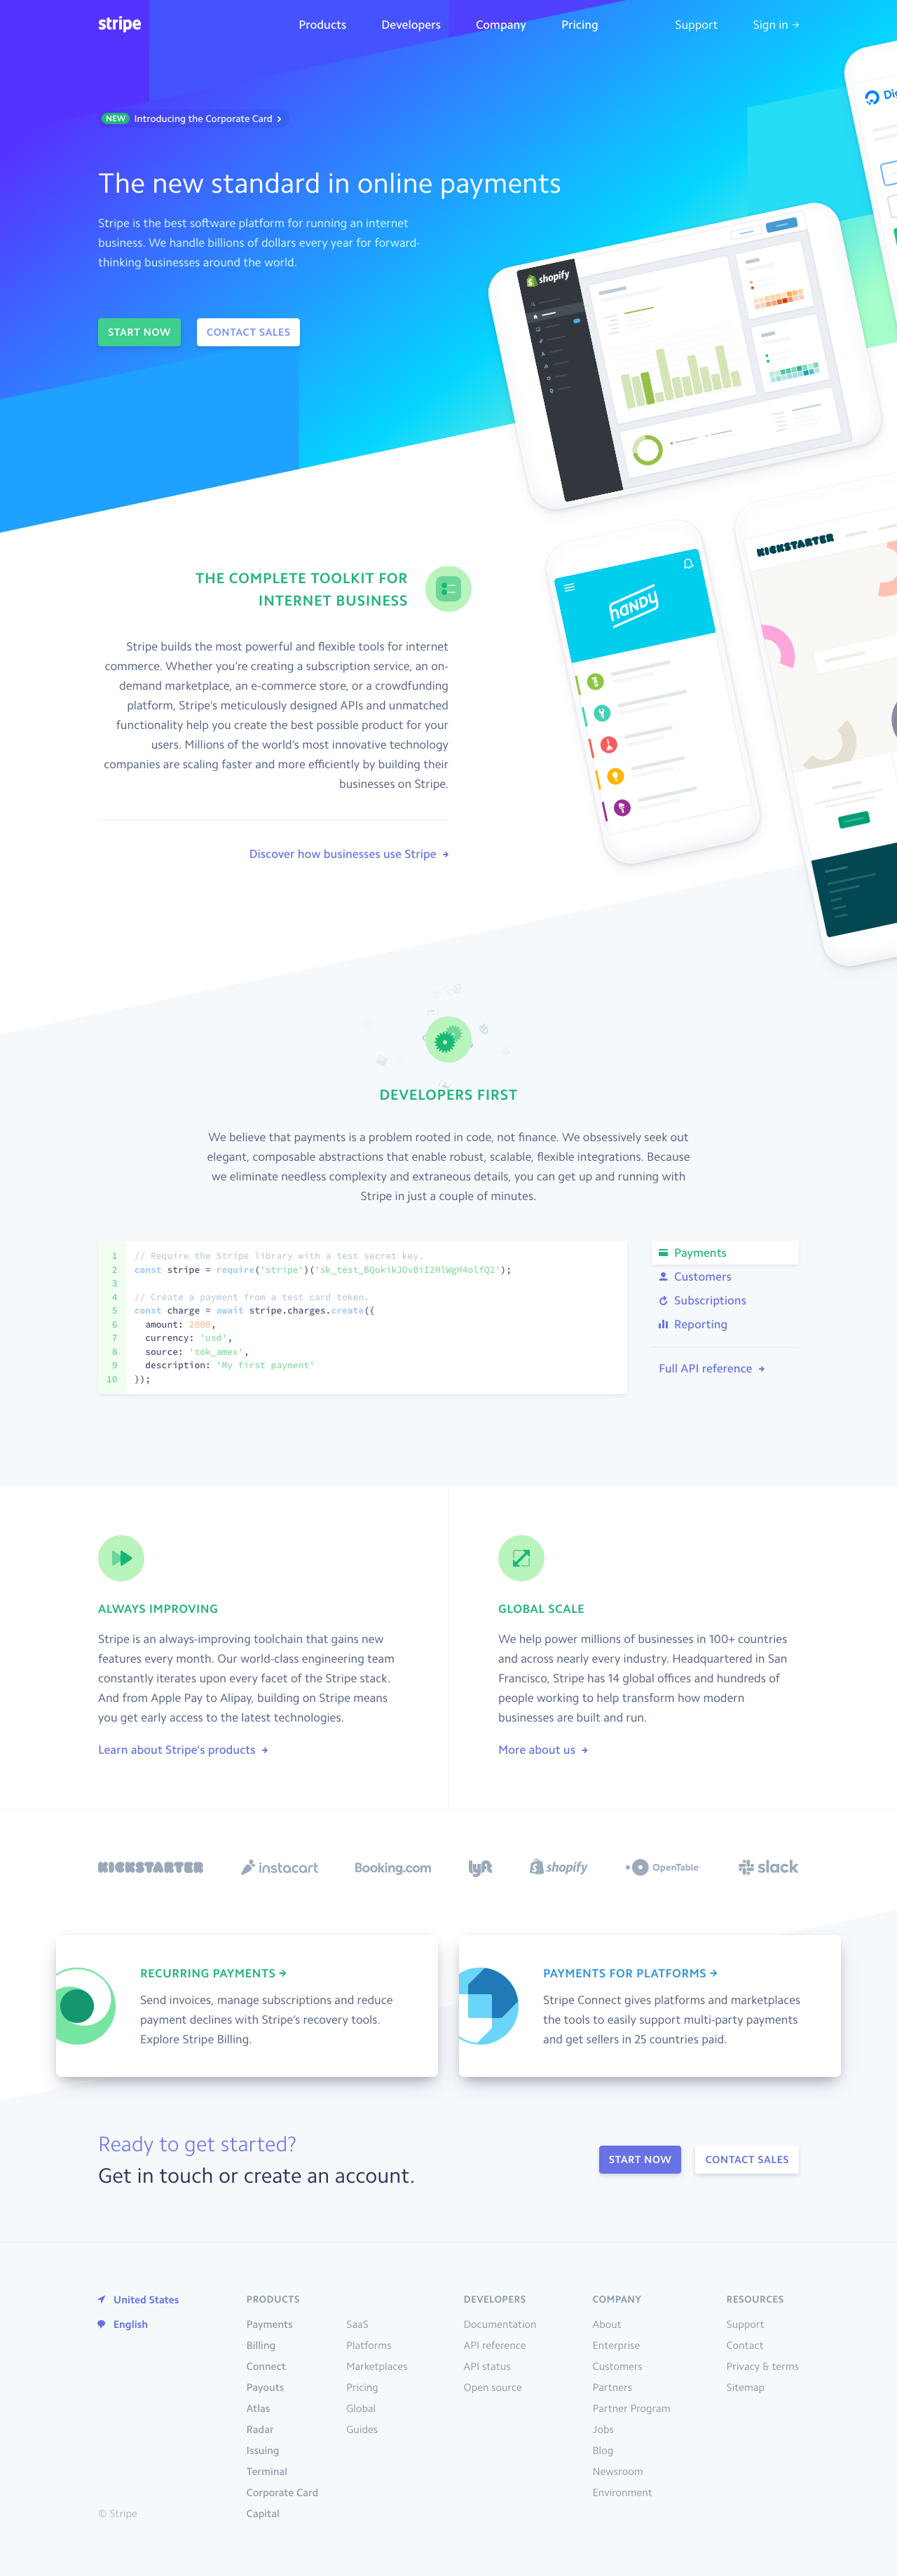 stripe
Products
Developers
Company
Pricing
Support
Sign in →
NEW Introducing the Corporate Card
The new standard in online payments
Stripe is the best software platform for running an internet
business. We handle billions of dollars every year for forward-
thinking businesses around the world.
START NOW
CONTACT SALES
shopify
KICKSTARTER
HANDY
THE COMPLETE TOOLKIT FOR
INTERNET BUSINESS
Stripe builds the most powerful and flexible tools for internet
commerce. Whether you're creating a subscription service, an on-
demand marketplace, an e-commerce store, or a crowdfunding
platform, Stripe's meticulously designed APIs and unmatched
functionality help you create the best possible product for your
users. Millions of the world's most innovative technology
companies are scaling faster and more efficiently by building their
businesses on Stripe.
Discover how businesses use Stripe →
DEVELOPERS FIRST
We believe that payments is a problem rooted in code, not finance. We obsessively seek out
elegant, composable abstractions that enable robust, scalable, flexible integrations. Because
we eliminate needless complexity and extraneous details, you can get up and running with
Stripe in just a couple of minutes.
1 // Require the Stripe library with a test secret key.
2 const stripe = require('stripe')('sk_test_BQokikJOvBiI2HlWgH4olfQ2');
3
4 // Create a payment from a test card token.
5 const charge = await stripe.charges.create({
6 amount: 2000,
7 currency: 'usd',
8 source: 'tok_amex',
9 description: 'My first payment'
10 });
Payments
Customers
Subscriptions
Reporting
Full API reference →
ALWAYS IMPROVING
Stripe is an always-improving toolchain that gains new
features every month. Our world-class engineering team
constantly iterates upon every facet of the Stripe stack.
And from Apple Pay to Alipay, building on Stripe means
you get early access to the latest technologies.
Learn about Stripe's products →
GLOBAL SCALE
We help power millions of businesses in 100+ countries
and across nearly every industry. Headquartered in San
Francisco, Stripe has 14 global offices and hundreds of
people working to help transform how modern
businesses are built and run.
More about us →
KICKSTARTER
instacart
Booking.com
lyft
shopify
OpenTable
slack
RECURRING PAYMENTS →
Send invoices, manage subscriptions and reduce
payment declines with Stripe's recovery tools.
Explore Stripe Billing.
PAYMENTS FOR PLATFORMS →
Stripe Connect gives platforms and marketplaces
the tools to easily support multi-party payments
and get sellers in 25 countries paid.
Ready to get started?
Get in touch or create an account.
START NOW
CONTACT SALES
United States
English
© Stripe
PRODUCTS
Payments
Billing
Connect
Payouts
Atlas
Radar
Issuing
Terminal
Corporate Card
Capital
SaaS
Platforms
Marketplaces
Pricing
Global
Guides
DEVELOPERS
Documentation
API reference
API status
Open source
COMPANY
About
Enterprise
Customers
Partners
Partner Program
Jobs
Blog
Newsroom
Environment
RESOURCES
Support
Contact
Privacy & terms
Sitemap